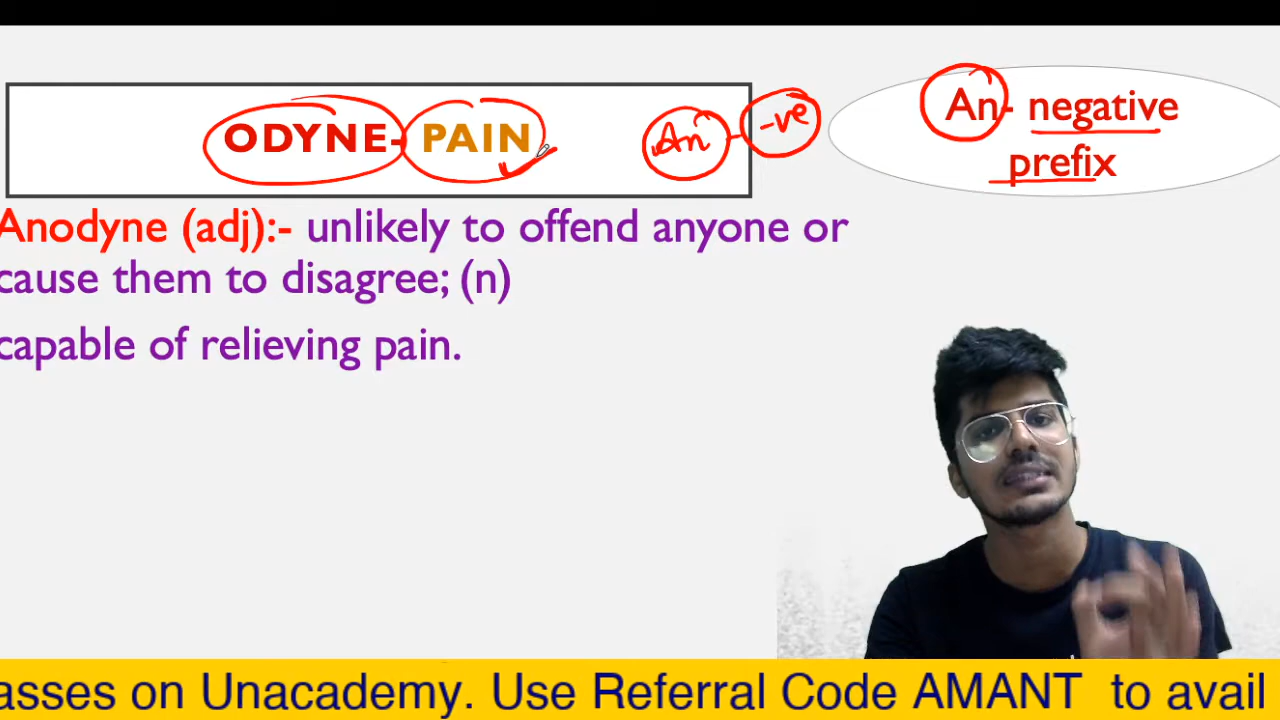 ODYNE- PAIN
An - -ve
An- negative
prefix
Anodyne (adj):- unlikely to offend anyone or
cause them to disagree; (n)
capable of relieving pain.
asses on Unacademy. Use Referral Code AMANT to avail